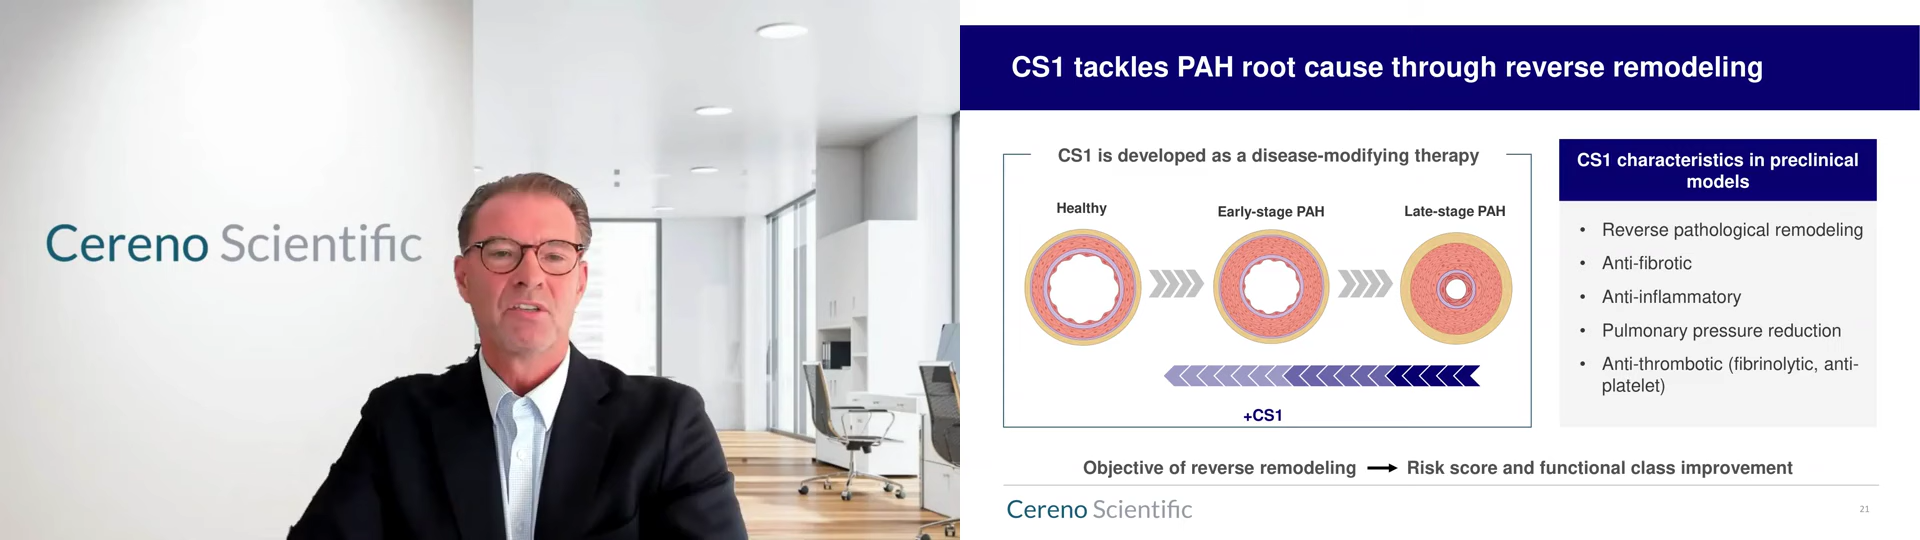 Cereno Scientific
CS1 tackles PAH root cause through reverse remodeling
CS1 is developed as a disease-modifying therapy
Healthy
Early-stage PAH
Late-stage PAH
+CS1
CS1 characteristics in preclinical
models
• Reverse pathological remodeling
• Anti-fibrotic
• Anti-inflammatory
• Pulmonary pressure reduction
• Anti-thrombotic (fibrinolytic, anti-
platelet)
Objective of reverse remodeling → Risk score and functional class improvement
Cereno Scientific
21